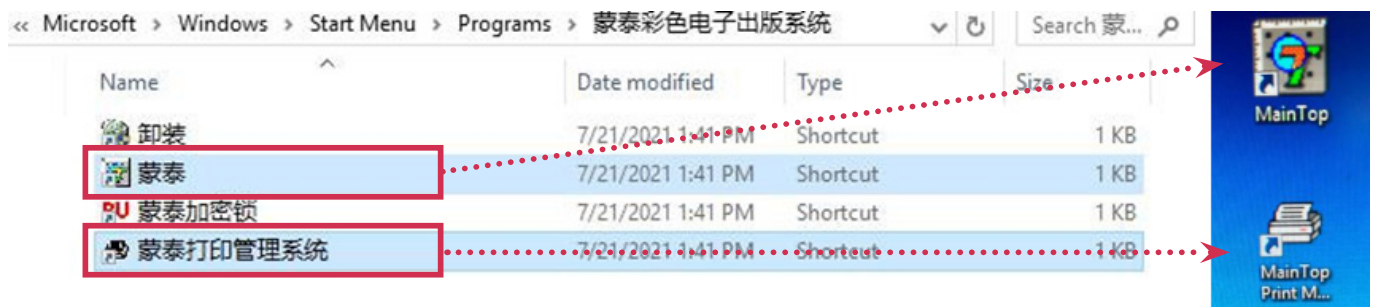 « Microsoft › Windows › Start Menu › Programs › 蒙泰彩色电子出版系统
Search 蒙...
Name Date modified Type Size
卸装 7/21/2021 1:41 PM Shortcut 1 KB
蒙泰 7/21/2021 1:41 PM Shortcut 1 KB
蒙泰加密锁 7/21/2021 1:41 PM Shortcut 1 KB
蒙泰打印管理系统 7/21/2021 1:41 PM Shortcut 1 KB
MainTop
MainTop
Print M...